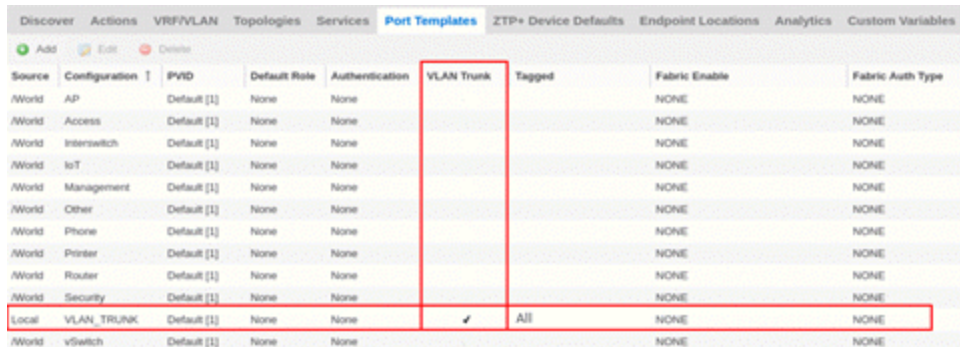 Discover Actions VRF/VLAN Topologies Services Port Templates ZTP+ Device Defaults Endpoint Locations Analytics Custom Variables
Add Edit Delete
Source Configuration ↑ PVID Default Role Authentication VLAN Trunk Tagged Fabric Enable Fabric Auth Type
/World AP Default [1] None None NONE NONE
/World Access Default [1] None None NONE NONE
/World Interswitch Default [1] None None NONE NONE
/World IoT Default [1] None None NONE NONE
/World Management Default [1] None None NONE NONE
/World Other Default [1] None None NONE NONE
/World Phone Default [1] None None NONE NONE
/World Printer Default [1] None None NONE NONE
/World Router Default [1] None None NONE NONE
/World Security Default [1] None None NONE NONE
Local VLAN_TRUNK Default [1] None None ✔ All NONE NONE
/World vSwitch Default [1] None None NONE NONE